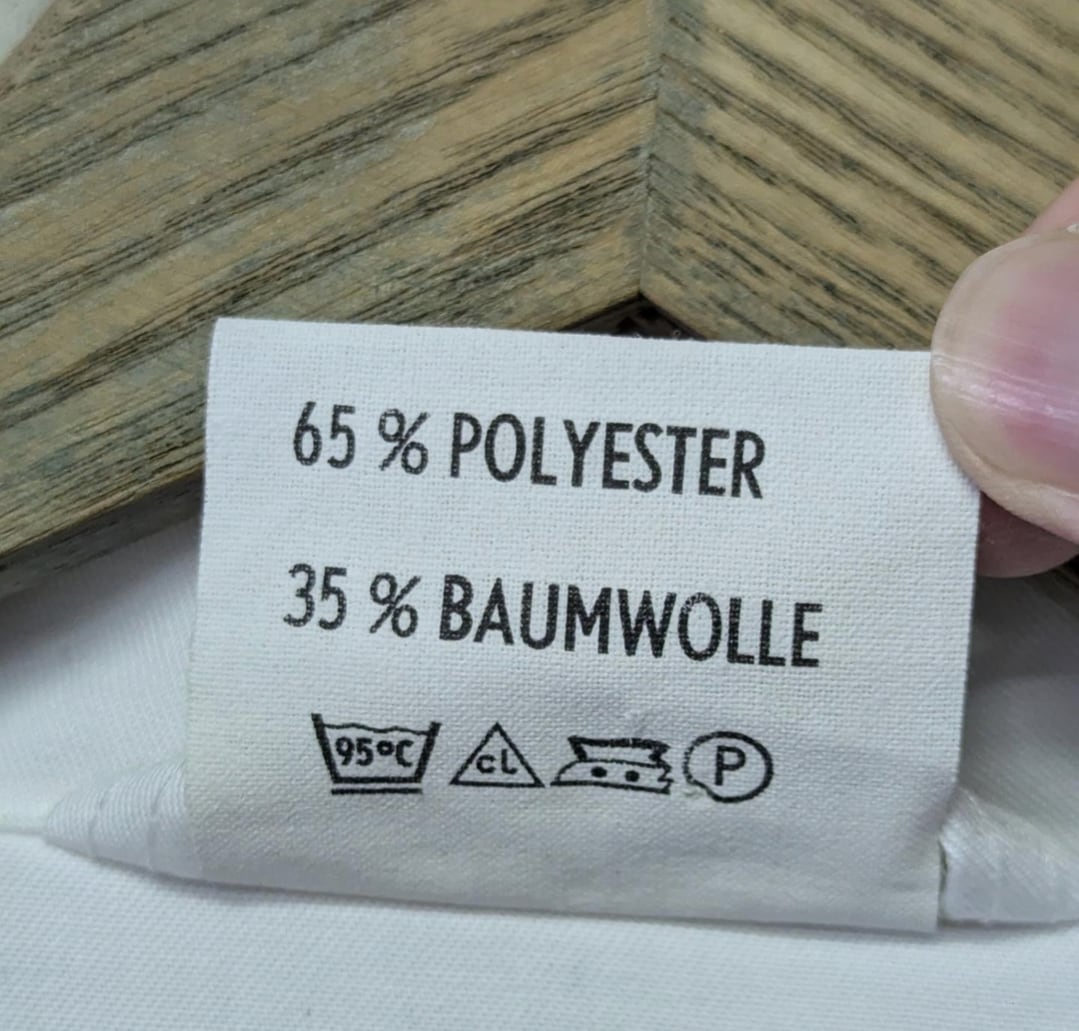 65 % POLYESTER
35 % BAUMWOLLE
95°C CL P